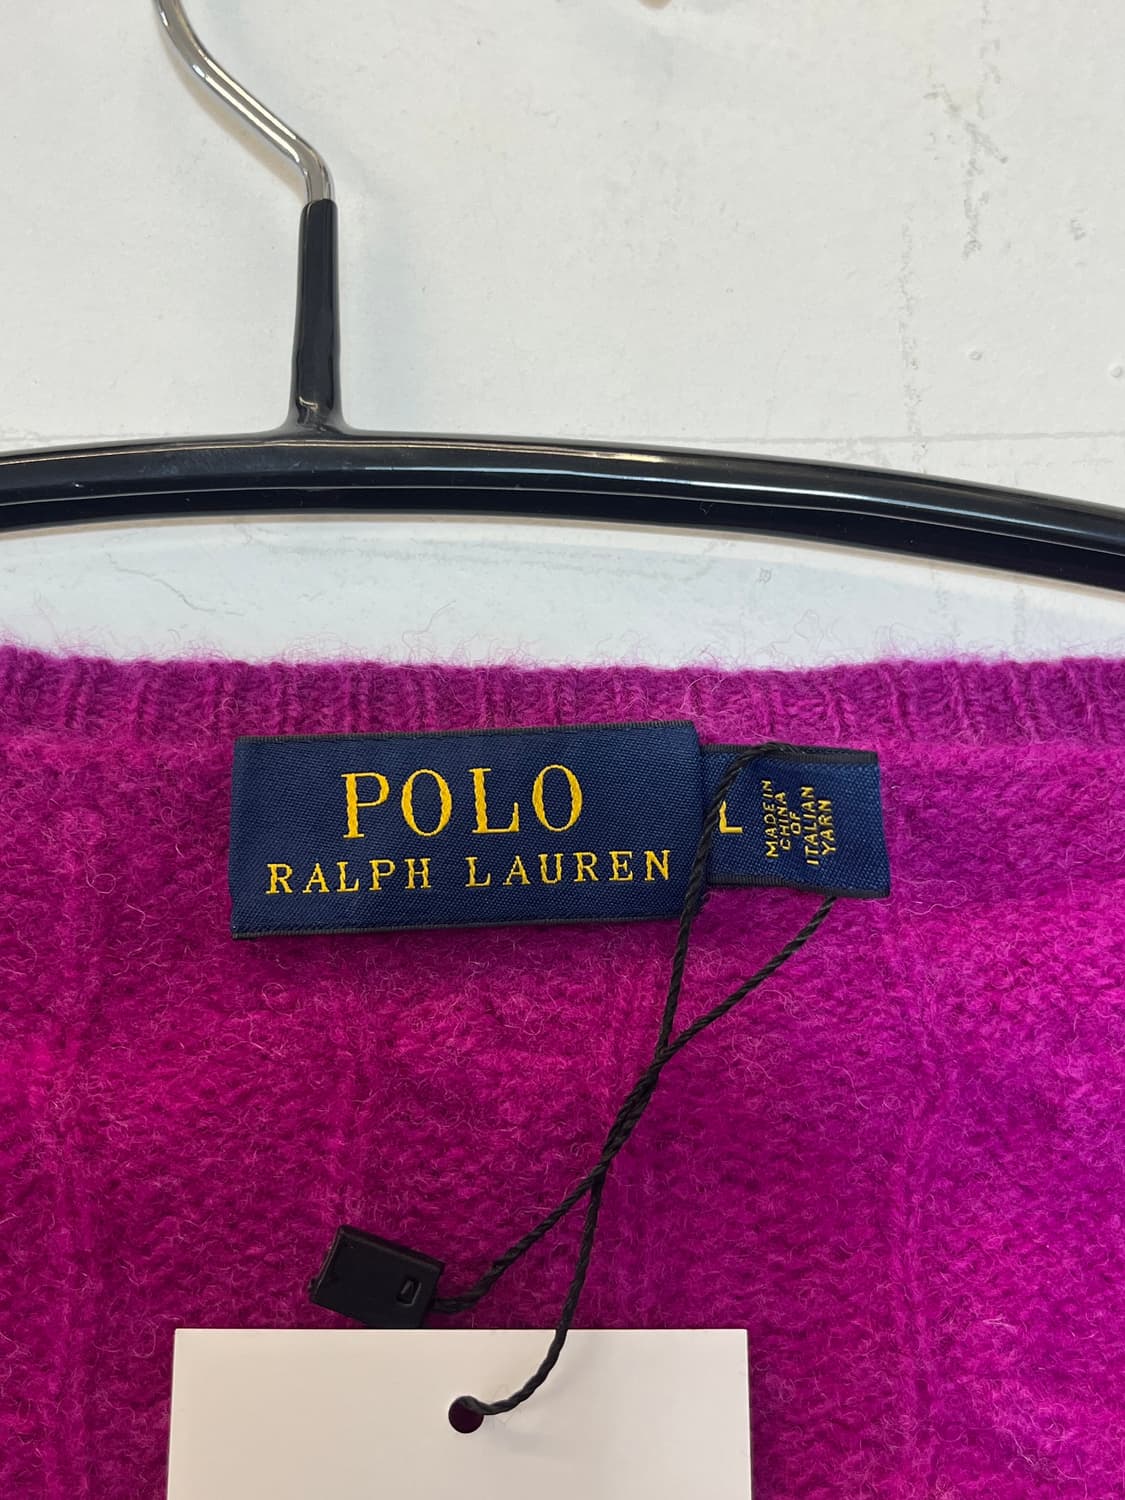 POLO
RALPH LAUREN
L
MADE IN
CHINA
OF
ITALIAN
YARN